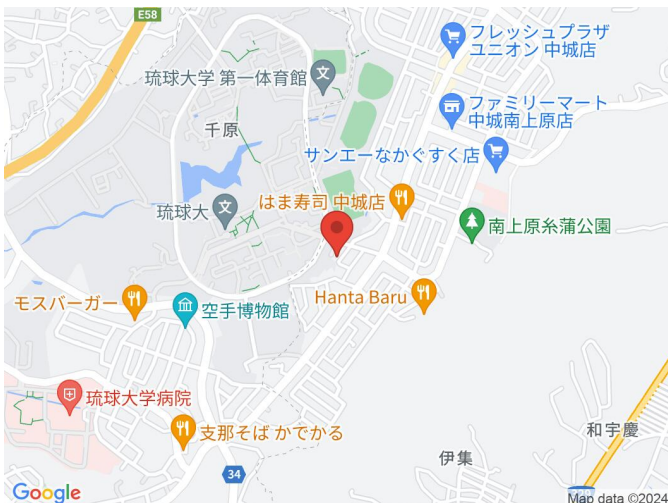 E58
フレッシュプラザ
ユニオン 中城店
琉球大学 第一体育館
千原
ファミリーマート
中城南上原店
サンエーなかぐすく店
はま寿司 中城店
琉球大
南上原糸蒲公園
Hanta Baru
モスバーガー
空手博物館
琉球大学病院
支那そば かでかる
和宇慶
伊集
34
Google
Map data ©2024